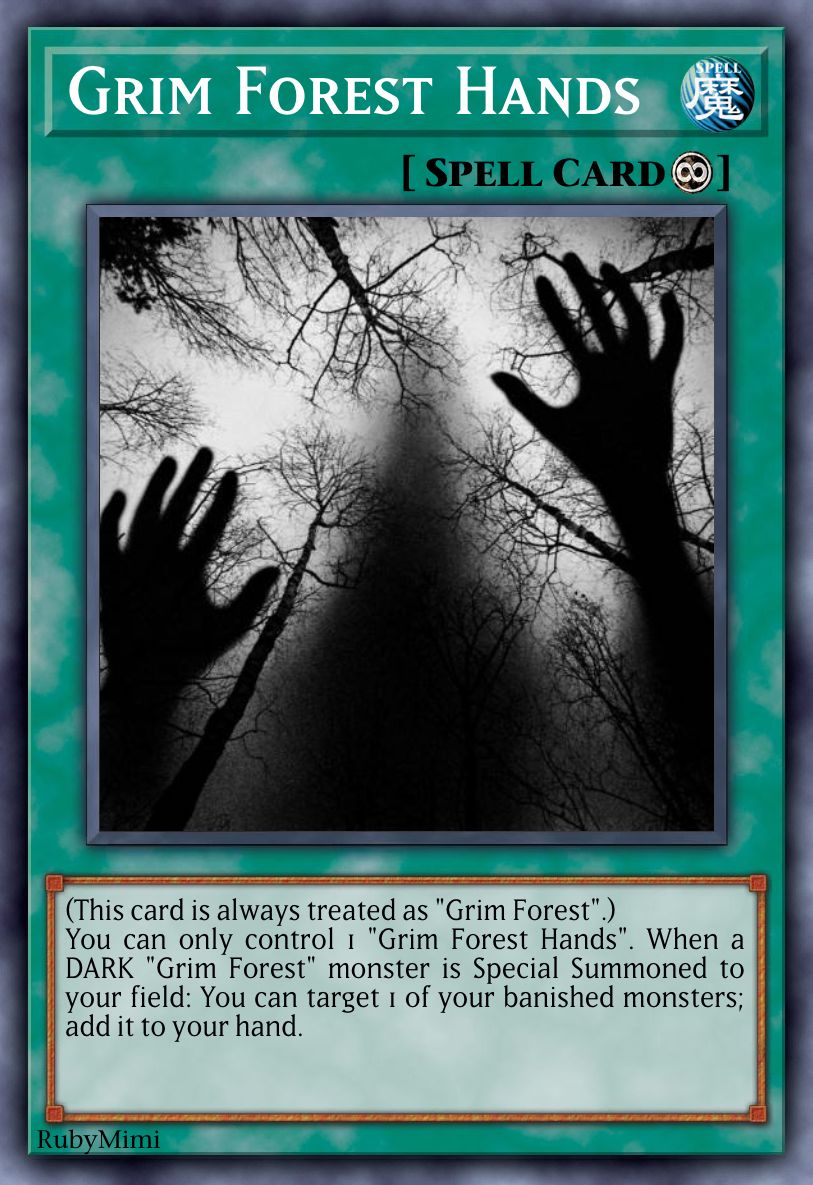 Grim Forest Hands
SPELL
魔
[ Spell Card ]
(This card is always treated as "Grim Forest".)
You can only control 1 "Grim Forest Hands". When a
DARK "Grim Forest" monster is Special Summoned to
your field: You can target 1 of your banished monsters;
add it to your hand.
RubyMimi